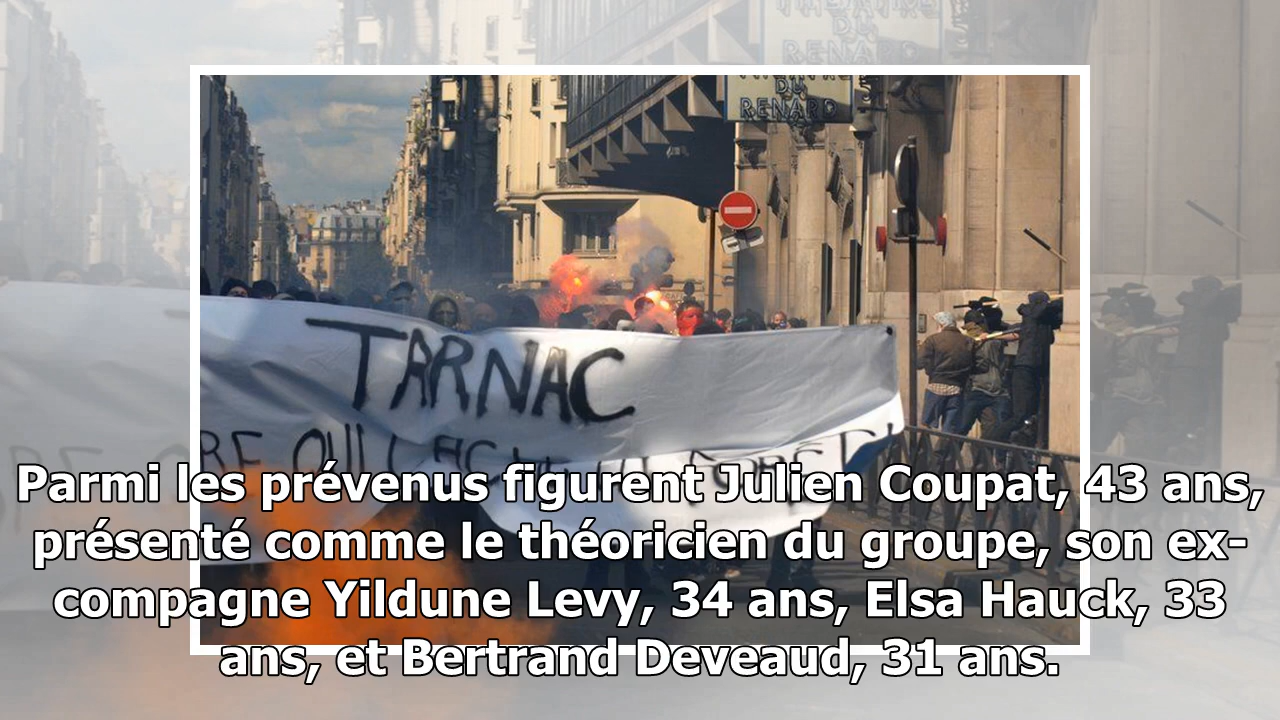 DU
RENARD
TARNAC
QUI
Parmi les prévenus figurent Julien Coupat, 43 ans,
présenté comme le théoricien du groupe, son ex-
compagne Yildune Levy, 34 ans, Elsa Hauck, 33
ans, et Bertrand Deveaud, 31 ans.